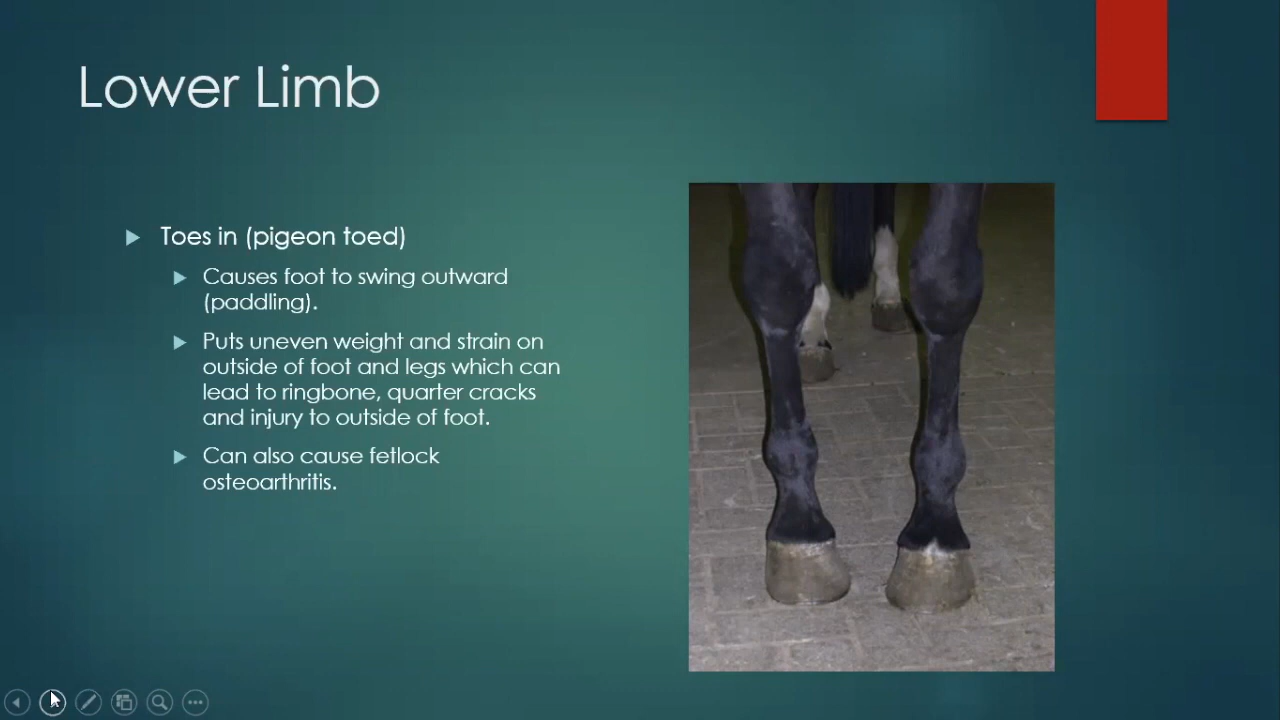 Lower Limb
Toes in (pigeon toed)
Causes foot to swing outward
(paddling).
Puts uneven weight and strain on
outside of foot and legs which can
lead to ringbone, quarter cracks
and injury to outside of foot.
Can also cause fetlock
osteoarthritis.